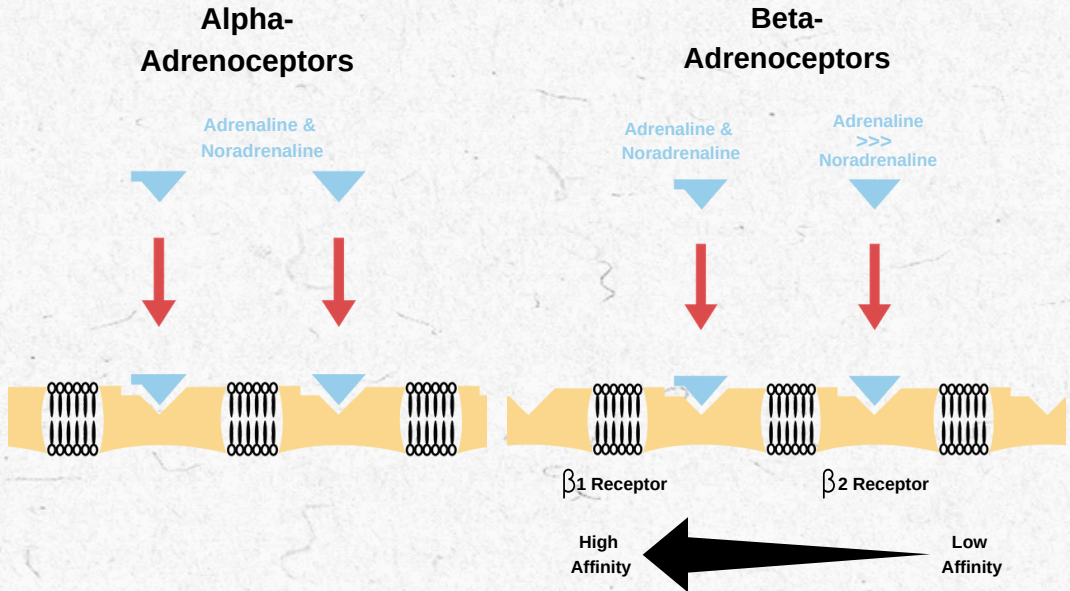 Alpha-
Adrenoceptors
Adrenaline &
Noradrenaline
Beta-
Adrenoceptors
Adrenaline &
Noradrenaline
Adrenaline
>>>
Noradrenaline
β1 Receptor
β2 Receptor
High
Affinity
Low
Affinity